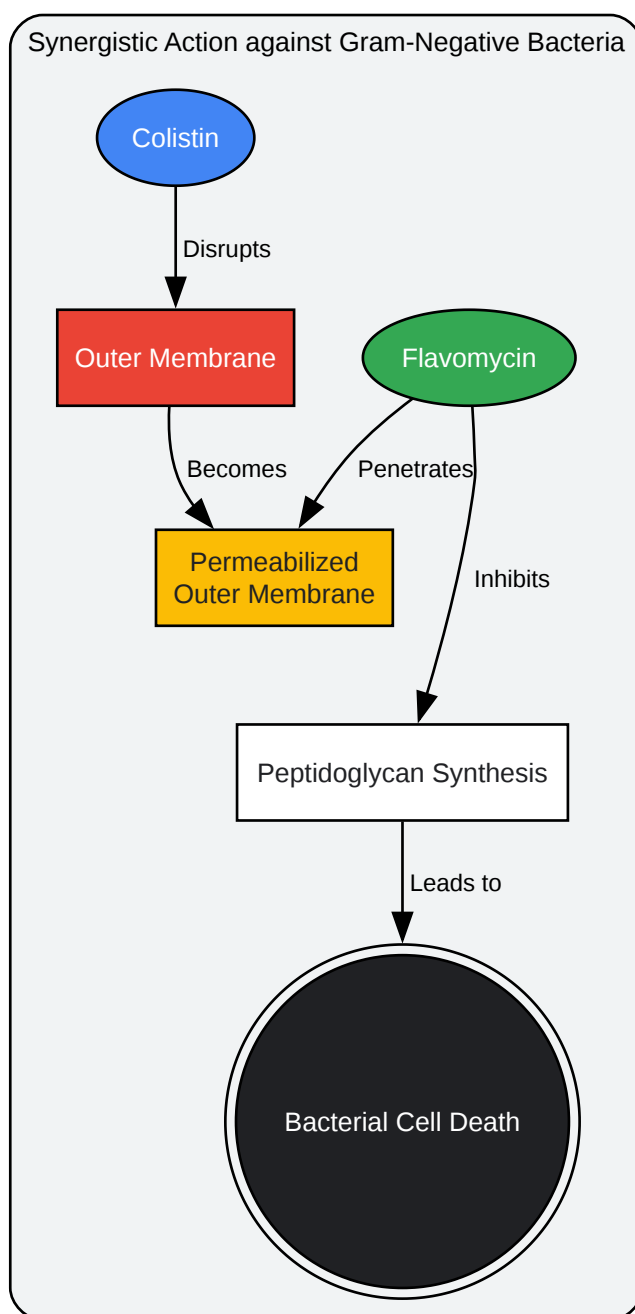 Synergistic Action against Gram-Negative Bacteria
Colistin
Disrupts
Outer Membrane
Flavomycin
Becomes
Penetrates
Permeabilized
Outer Membrane
Inhibits
Peptidoglycan Synthesis
Leads to
Bacterial Cell Death